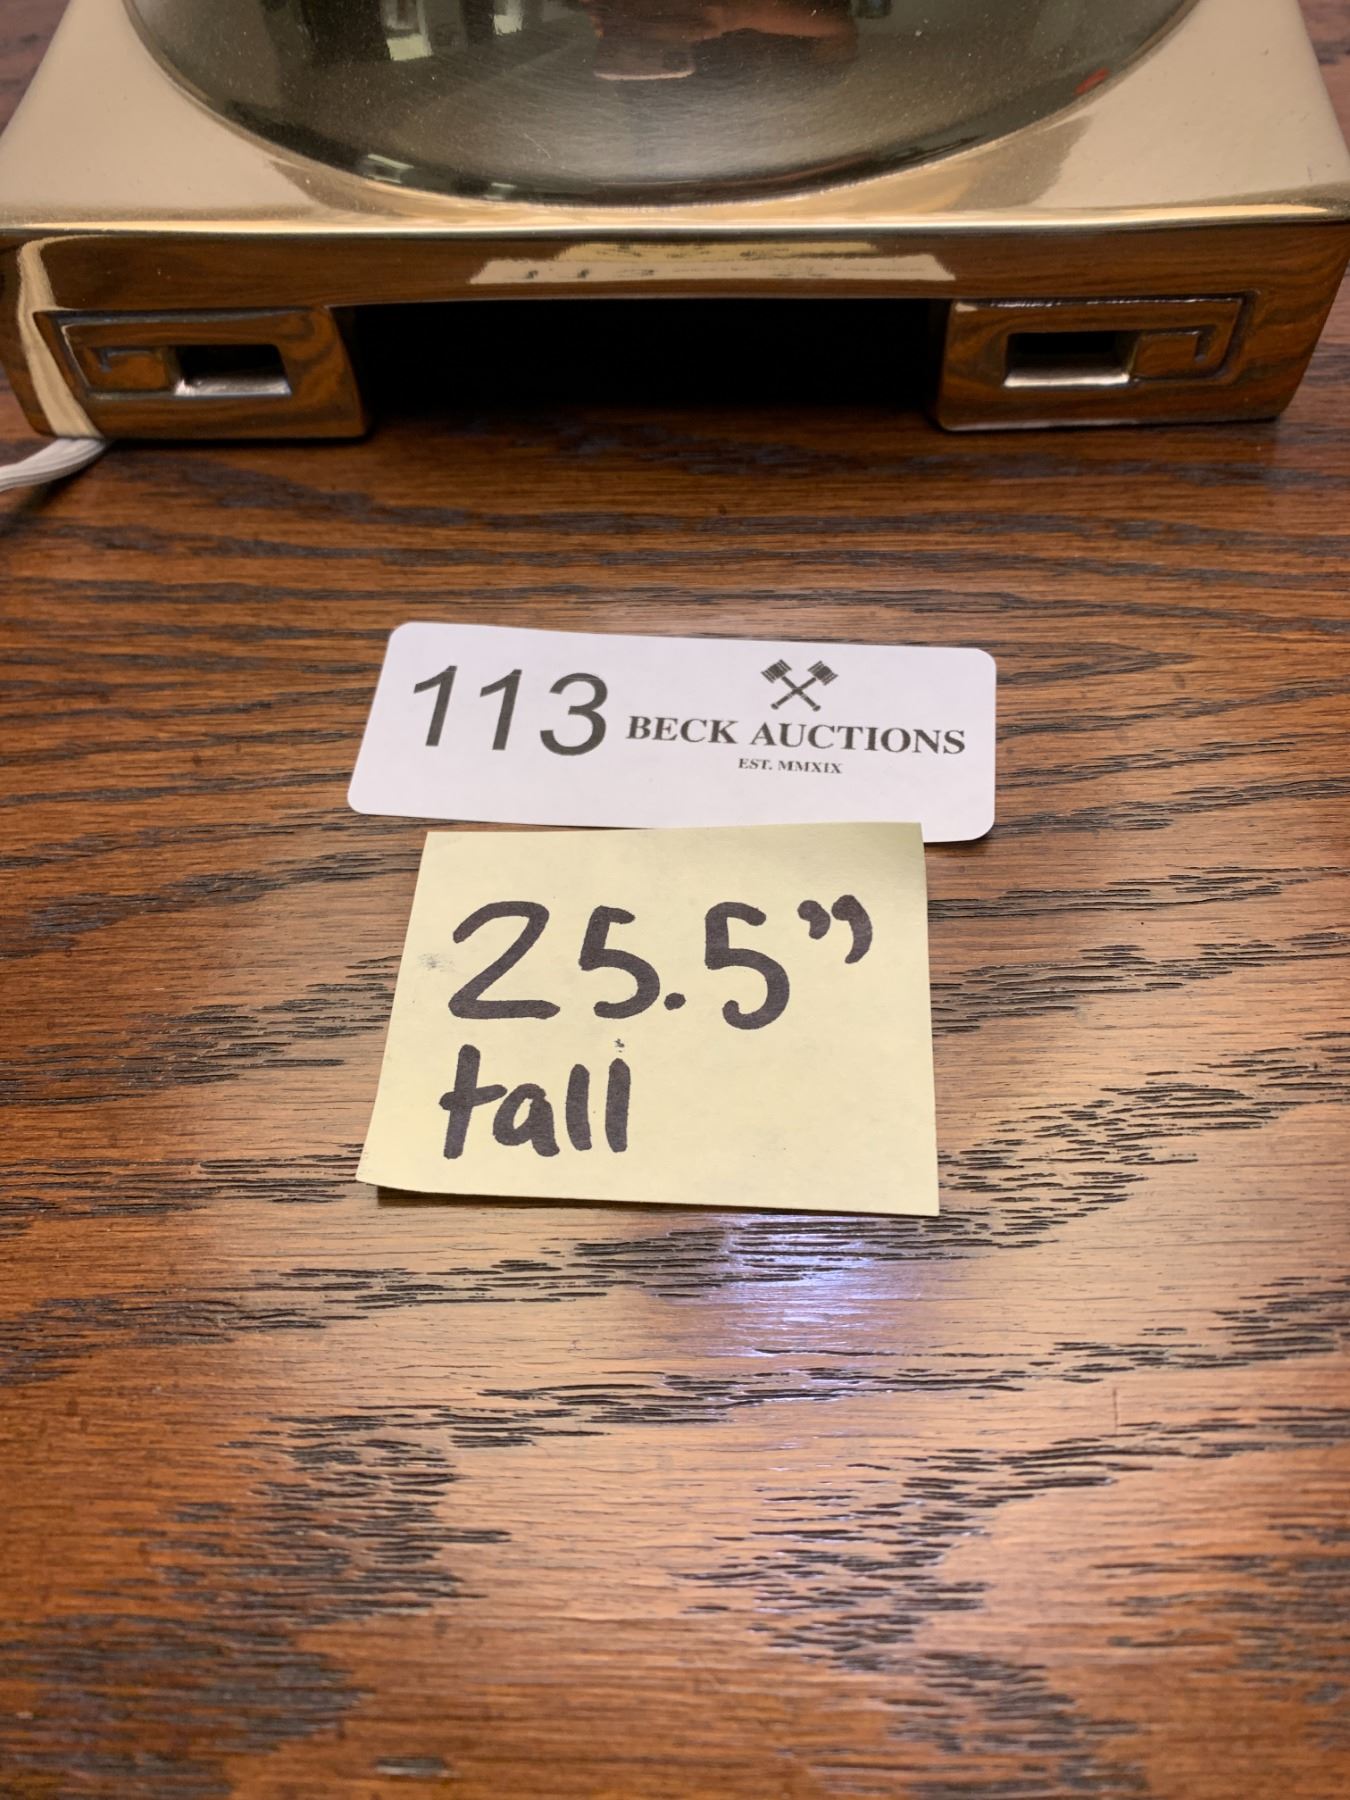 113 BECK AUCTIONS
EST. MMXIX
25.5”
tall